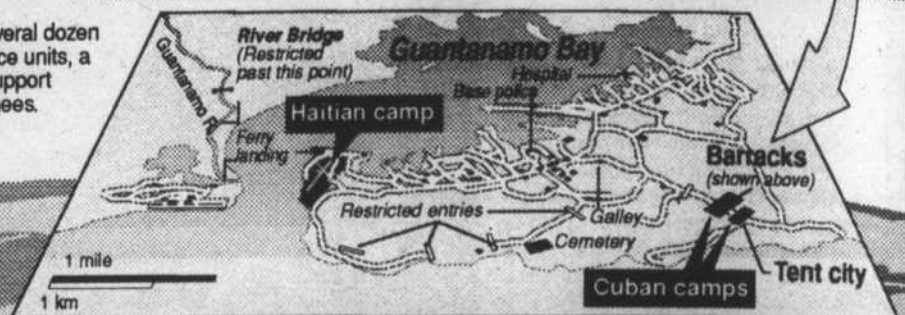 veral dozen
ce units, a
upport
gees.
Guantanamo R.
River Bridge
(Restricted
past this point)
Guantanamo Bay
Hospital
Base police
Haitian camp
Ferry
landing
Barracks
(shown above)
Restricted entries
Galley
Cemetery
1 mile
1 km
Cuban camps
Tent city